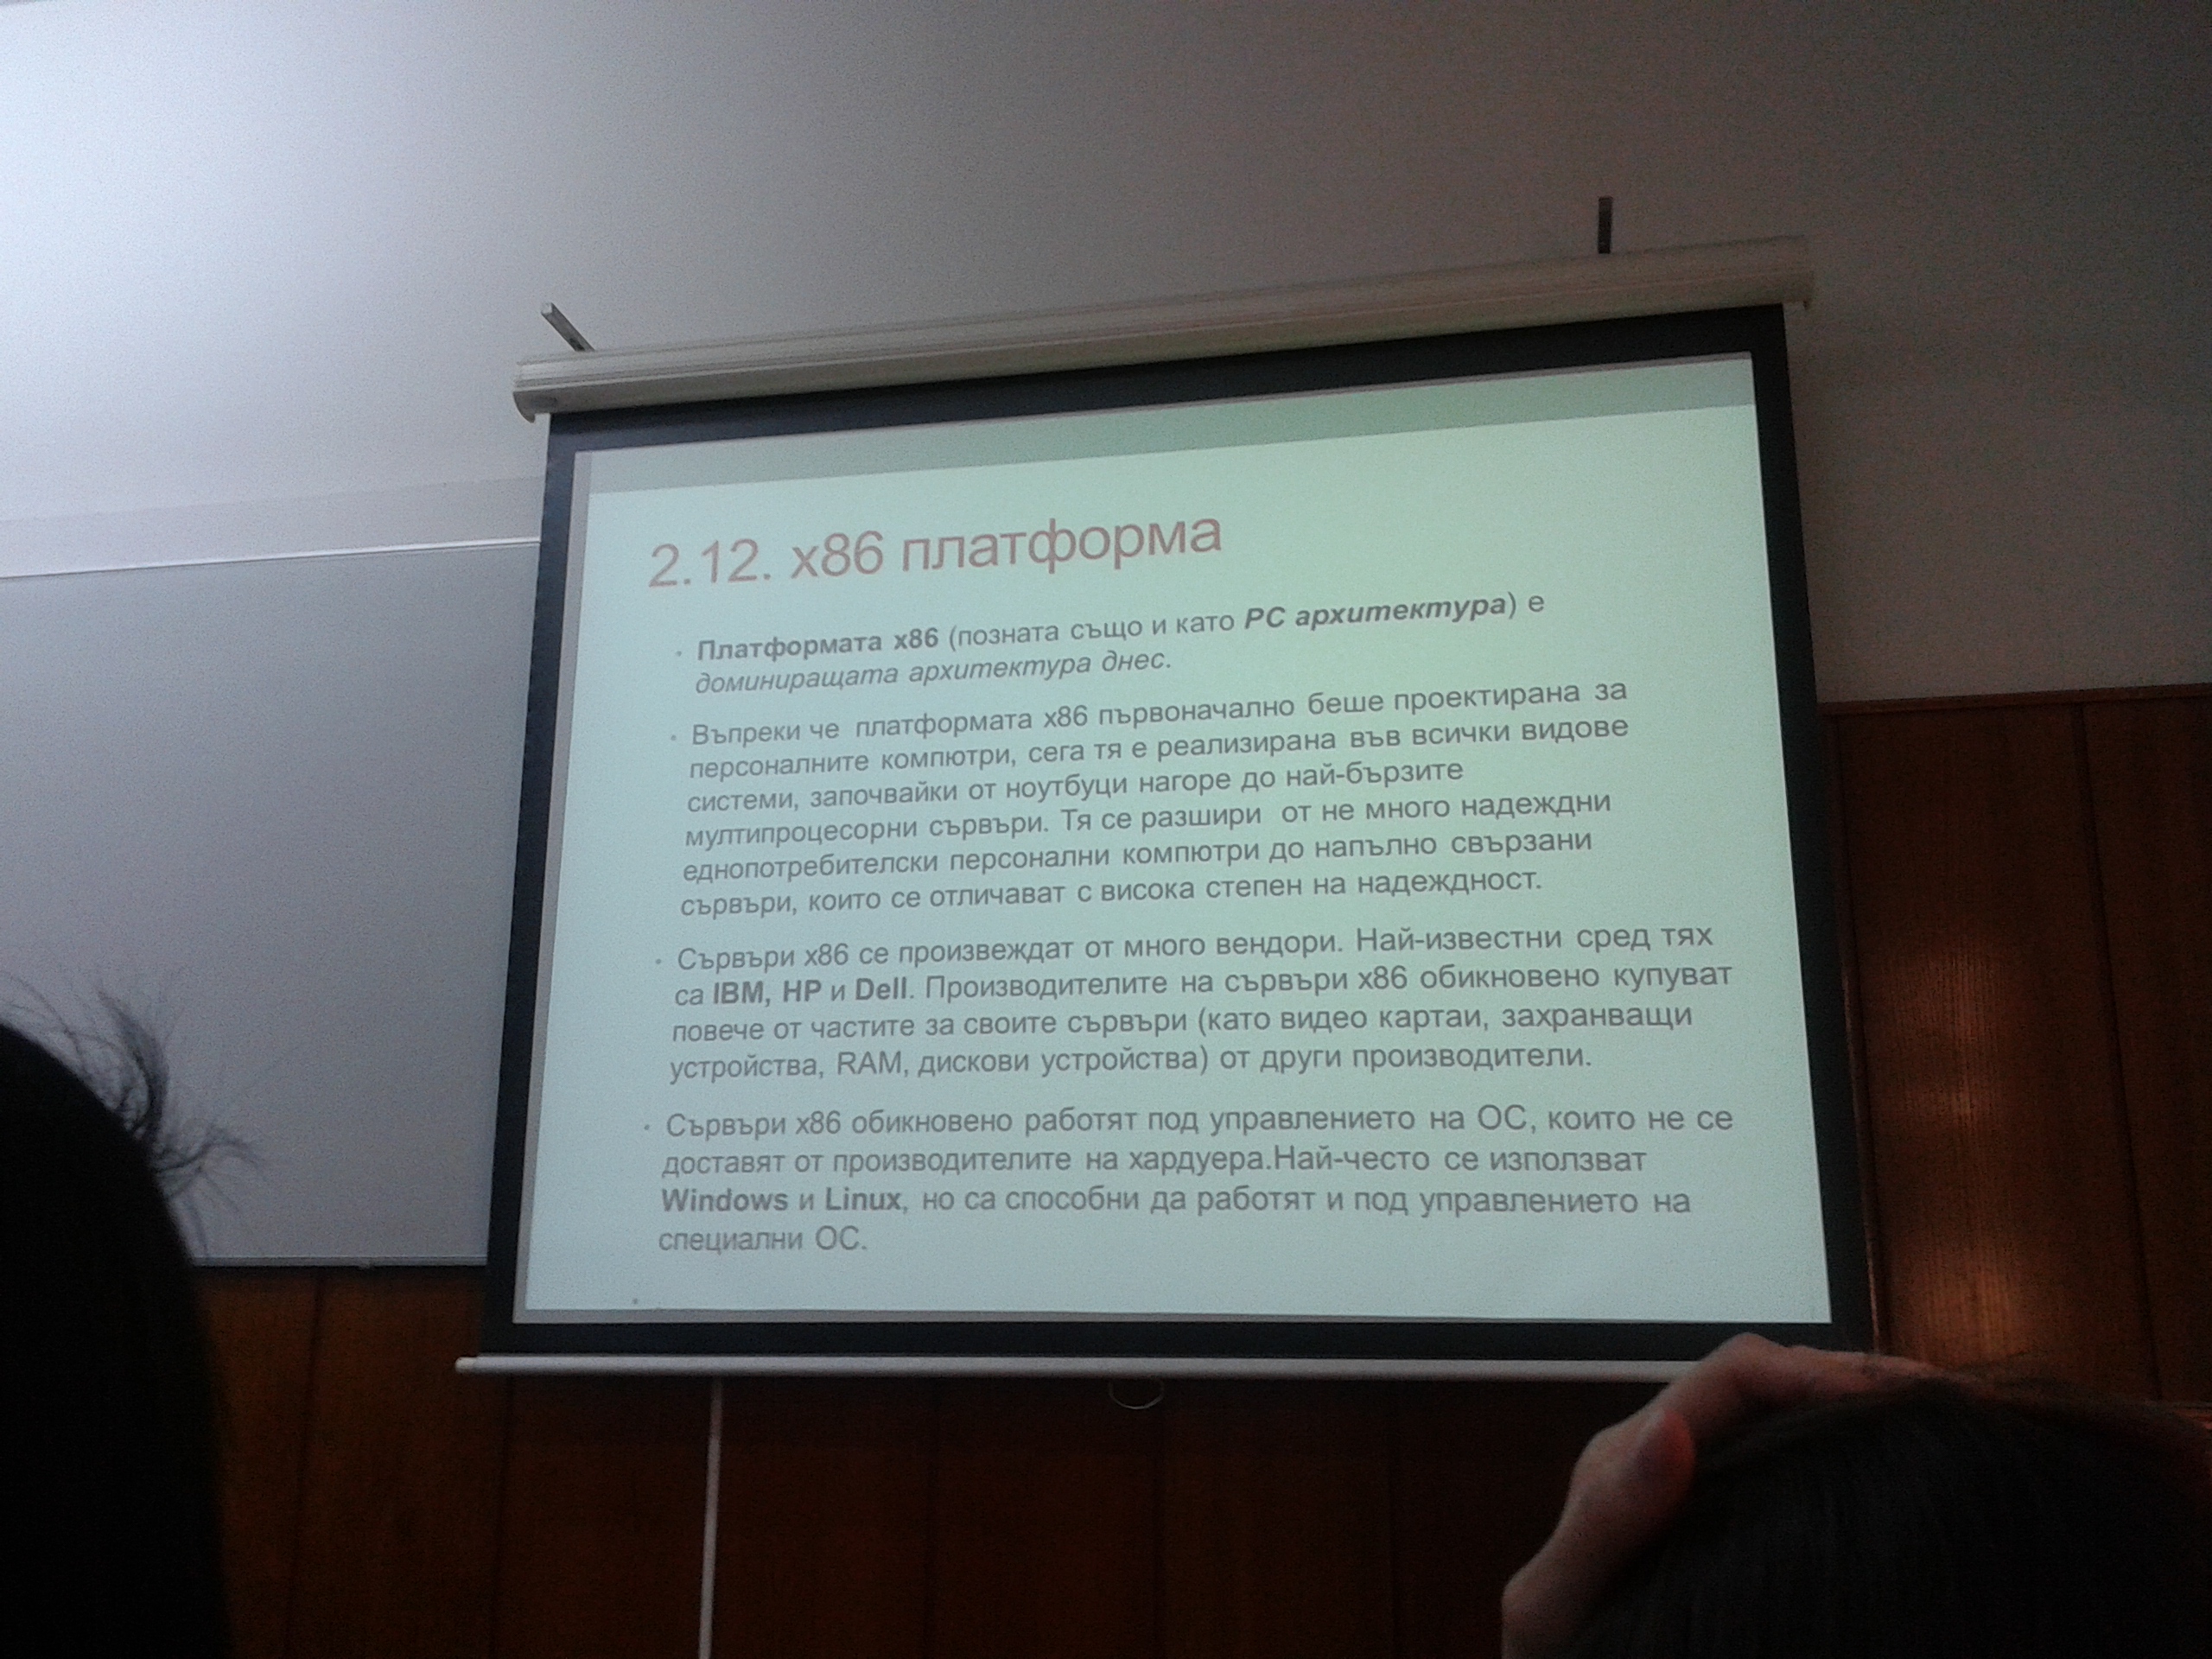 2.12. x86 платформа
• Платформата x86 (позната също и като PC архитектура) е
доминиращата архитектура днес.
• Въпреки че платформата x86 първоначално беше проектирана за
персоналните компютри, сега тя е реализирана във всички видове
системи, започвайки от ноутбуци нагоре до най-бързите
мултипроцесорни сървъри. Тя се разшири от не много надеждни
еднопотребителски персонални компютри до напълно свързани
сървъри, които се отличават с висока степен на надеждност.
• Сървъри x86 се произвеждат от много вендори. Най-известни сред тях
са IBM, HP и Dell. Производителите на сървъри x86 обикновено купуват
повече от частите за своите сървъри (като видео картаи, захранващи
устройства, RAM, дискови устройства) от други производители.
• Сървъри x86 обикновено работят под управлението на ОС, които не се
доставят от производителите на хардуера.Най-често се използват
Windows и Linux, но са способни да работят и под управлението на
специални ОС.